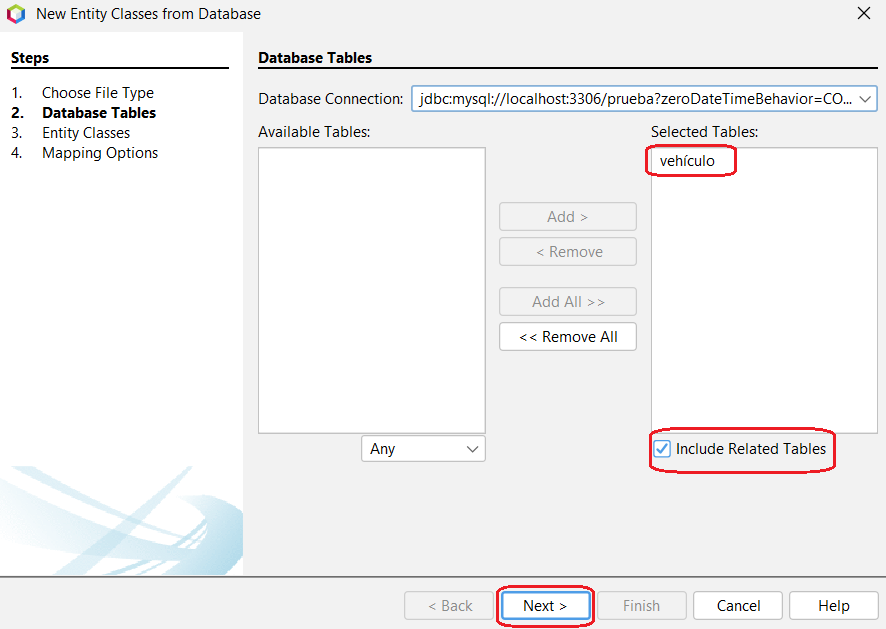 New Entity Classes from Database
Steps
1. Choose File Type
2. Database Tables
3. Entity Classes
4. Mapping Options
Database Tables
Database Connection: jdbc:mysql://localhost:3306/prueba?zeroDateTimeBehavior=CO...
Available Tables:
Selected Tables:
vehículo
Add >
< Remove
Add All >>
<< Remove All
Any
Include Related Tables
< Back
Next >
Finish
Cancel
Help